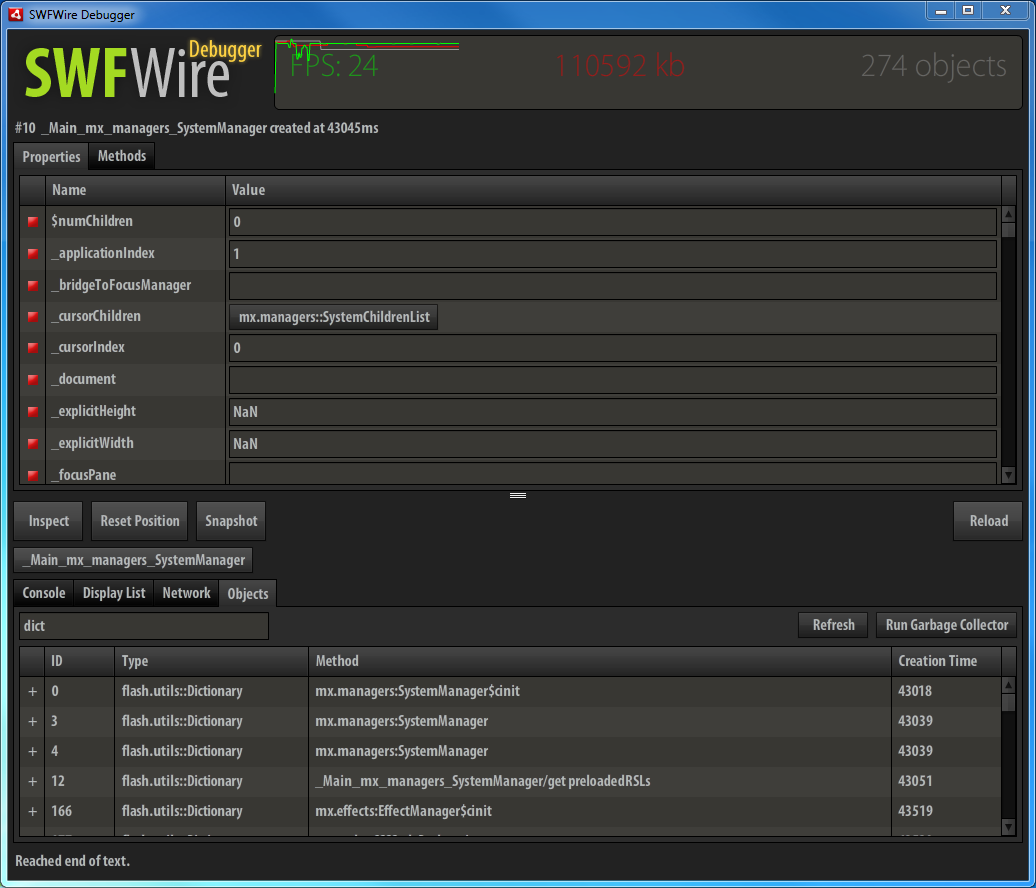 SWFWire Debugger
SWFWire Debugger
FPS: 24 110592 kb 274 objects
#10 _Main_mx_managers_SystemManager created at 43045ms
Properties Methods
Name Value
$numChildren 0
_applicationIndex 1
_bridgeToFocusManager
_cursorChildren mx.managers::SystemChildrenList
_cursorIndex 0
_document
_explicitHeight NaN
_explicitWidth NaN
_focusPane
Inspect Reset Position Snapshot Reload
_Main_mx_managers_SystemManager
Console Display List Network Objects
dict Refresh Run Garbage Collector
ID Type Method Creation Time
+ 0 flash.utils::Dictionary mx.managers:SystemManager$cinit 43018
+ 3 flash.utils::Dictionary mx.managers:SystemManager 43039
+ 4 flash.utils::Dictionary mx.managers:SystemManager 43039
+ 12 flash.utils::Dictionary _Main_mx_managers_SystemManager/get preloadedRSLs 43051
+ 166 flash.utils::Dictionary mx.effects:EffectManager$cinit 43519
Reached end of text.